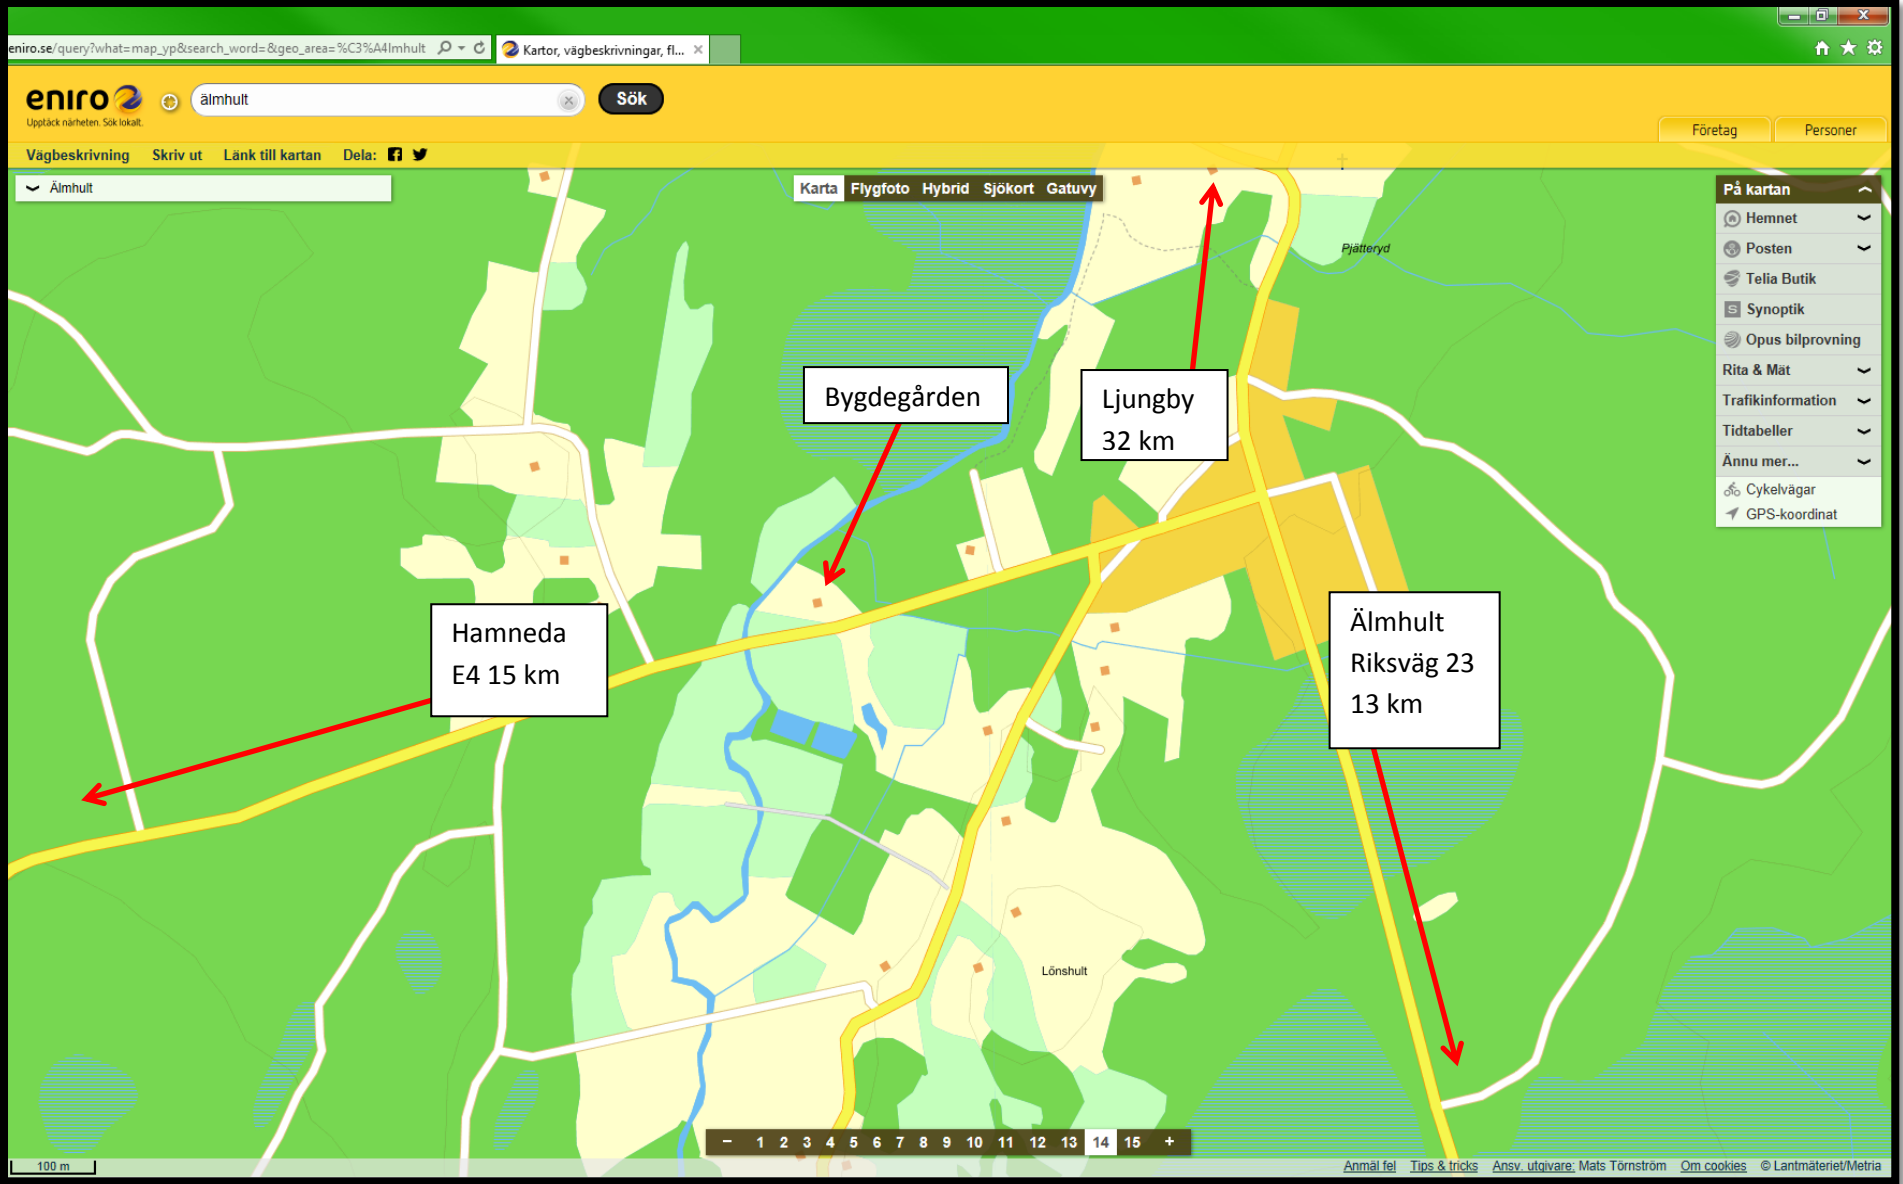 eniro.se/query?what=map_yp&search_word=&geo_area=%C3%A4lmhult
Kartor, vägbeskrivningar, fl...
eniro
Upptäck närheten. Sök lokalt.
älmhult
Sök
Företag
Personer
Vägbeskrivning Skriv ut Länk till kartan Dela:
Älmhult
Karta Flygfoto Hybrid Sjökort Gatuvy
På kartan
Hemnet
Posten
Telia Butik
S Synoptik
Opus bilprovning
Rita & Mät
Trafikinformation
Tidtabeller
Ännu mer...
Cykelvägar
GPS-koordinat
Pjätteryd
Bygdegården
Ljungby
32 km
Hamneda
E4 15 km
Älmhult
Riksväg 23
13 km
Lönshult
− 1 2 3 4 5 6 7 8 9 10 11 12 13 14 15 +
100 m
Anmäl fel Tips & tricks Ansv. utgivare: Mats Törnström Om cookies © Lantmäteriet/Metria